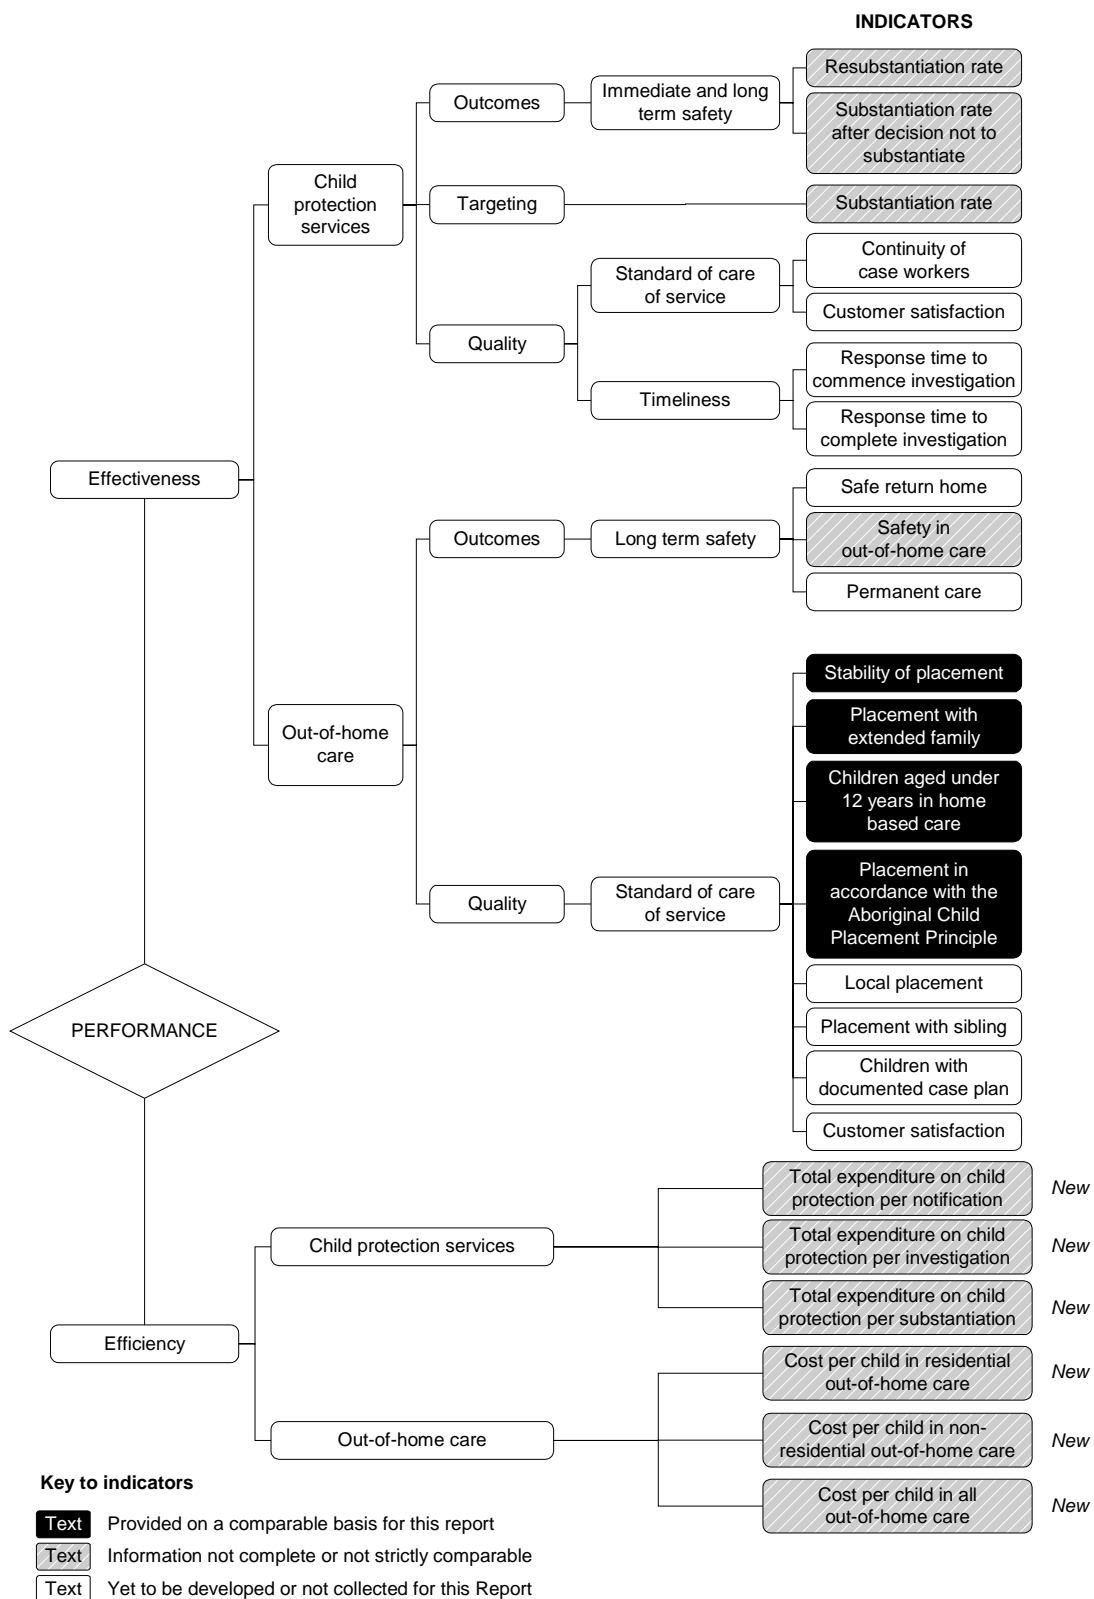 INDICATORS
Resubstantiation rate
Outcomes
Immediate and long
term safety
Substantiation rate
after decision not to
substantiate
Child
protection
services
Targeting
Substantiation rate
Continuity of
case workers
Standard of care
of service
Customer satisfaction
Quality
Response time to
commence investigation
Timeliness
Response time to
complete investigation
Effectiveness
Safe return home
Outcomes
Long term safety
Safety in
out-of-home care
Permanent care
Stability of placement
Out-of-home
care
Placement with
extended family
Children aged under
12 years in home
based care
Quality
Standard of care
of service
Placement in
accordance with the
Aboriginal Child
Placement Principle
Local placement
PERFORMANCE
Placement with sibling
Children with
documented case plan
Customer satisfaction
Total expenditure on child
protection per notification
New
Child protection services
Total expenditure on child
protection per investigation
New
Total expenditure on child
protection per substantiation
New
Efficiency
Cost per child in residential
out-of-home care
New
Out-of-home care
Cost per child in non-
residential out-of-home care
New
Cost per child in all
out-of-home care
New
Key to indicators
Text Provided on a comparable basis for this report
Text Information not complete or not strictly comparable
Text Yet to be developed or not collected for this Report